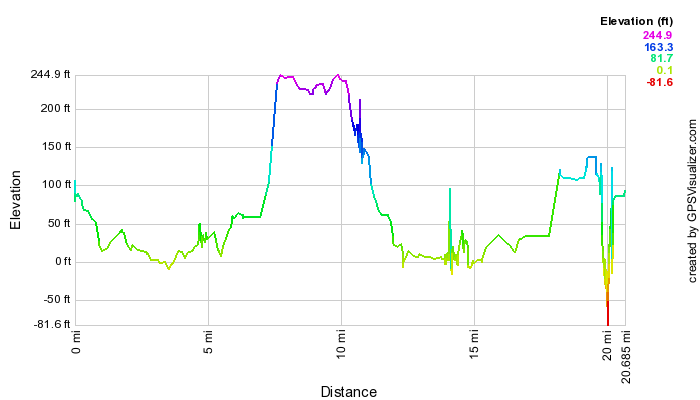 Elevation (ft)
244.9
163.3
81.7
0.1
-81.6
244.9 ft
200 ft
150 ft
100 ft
50 ft
0 ft
-50 ft
-81.6 ft
Elevation
0 mi
5 mi
10 mi
15 mi
20 mi
20.685 mi
Distance
created by GPSVisualizer.com